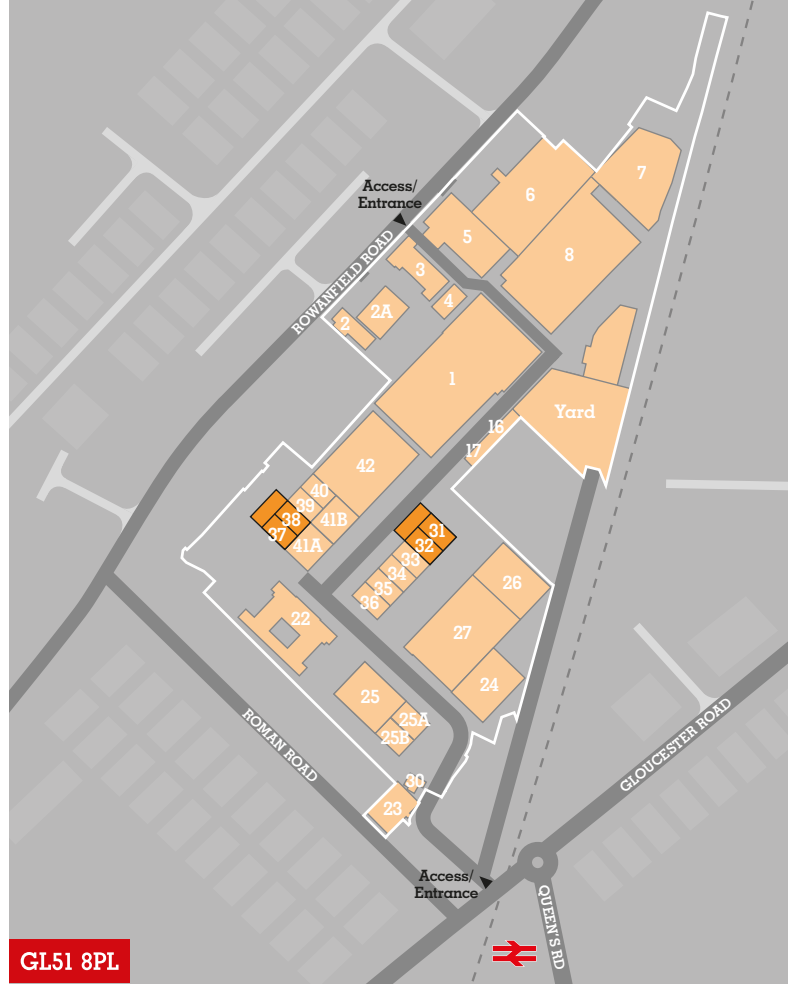 7
6
Access/
Entrance
5
8
ROWANFIELD ROAD
3
4
2A
2
1
Yard
16
17
42
40
39
38
37
41B
41A
31
32
33
34
35
36
26
22
27
24
25
25A
25B
ROMAN ROAD
GLOUCESTER ROAD
30
23
Access/
Entrance
QUEEN'S RD
GL51 8PL